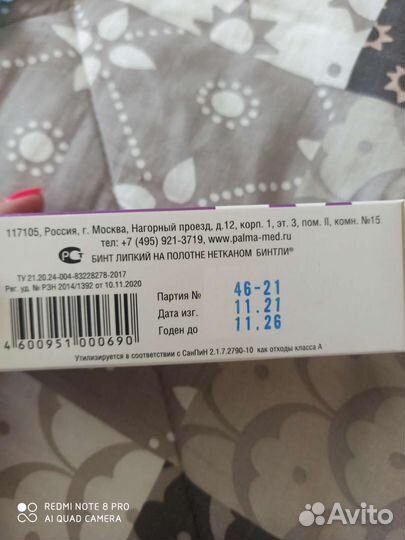 117105, Россия, г. Москва, Нагорный проезд, д.12, корп. 1, эт. 3, пом. II, комн. №15
тел: +7 (495) 921-3719, www.palma-med.ru
РСТ БИНТ ЛИПКИЙ НА ПОЛОТНЕ НЕТКАНОМ БИНТЛИ®
ТУ 21.20.24-004-83228278-2017
Рег. уд. № РЗН 2014/1392 от 10.11.2020
Партия № 46-21
Дата изг. 11.21
Годен до 11.26
4 600951 000690
Утилизируется в соответствии с СанПиН 2.1.7.2790-10 как отходы класса А
REDMI NOTE 8 PRO
AI QUAD CAMERA
Avito